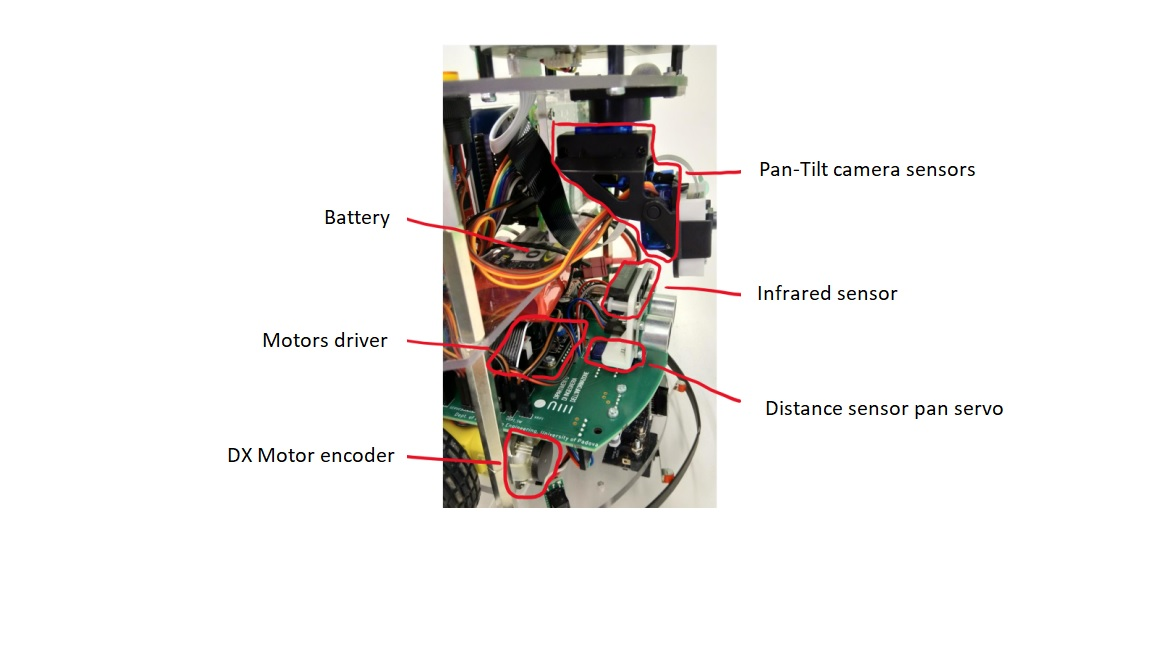 Pan-Tilt camera sensors
Battery
Infrared sensor
Motors driver
Distance sensor pan servo
DX Motor encoder
Engineering, University of Padova